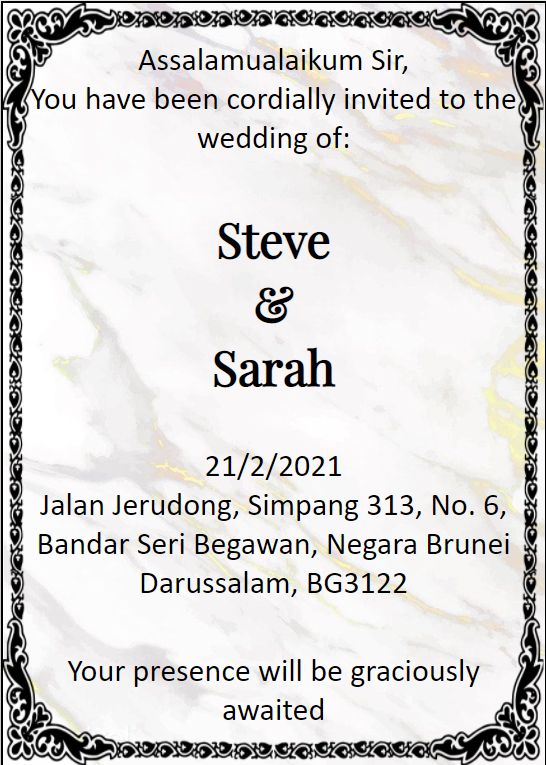 Assalamualaikum Sir,
You have been cordially invited to the
wedding of:
Steve
&
Sarah
21/2/2021
Jalan Jerudong, Simpang 313, No. 6,
Bandar Seri Begawan, Negara Brunei
Darussalam, BG3122
Your presence will be graciously
awaited